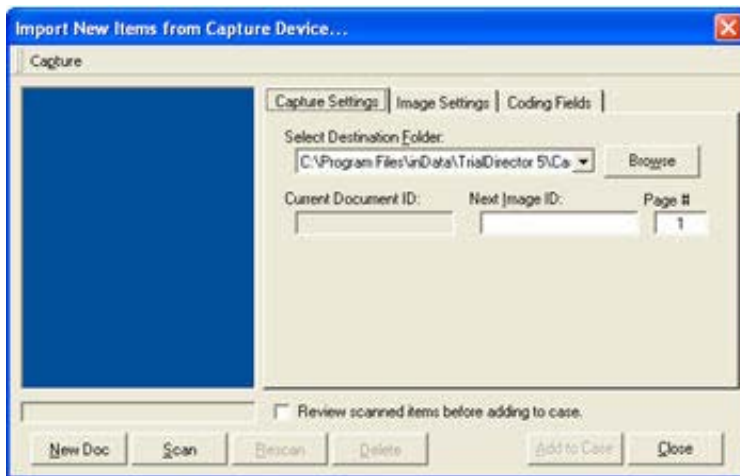 Import New Items from Capture Device...
Capture
Capture Settings Image Settings Coding Fields
Select Destination Folder:
C:\Program Files\inData\TrialDirector 5\Ca Browse
Current Document ID: Next Image ID: Page #
1
Review scanned items before adding to case.
New Doc Scan Rescan Delete Add to Case Close